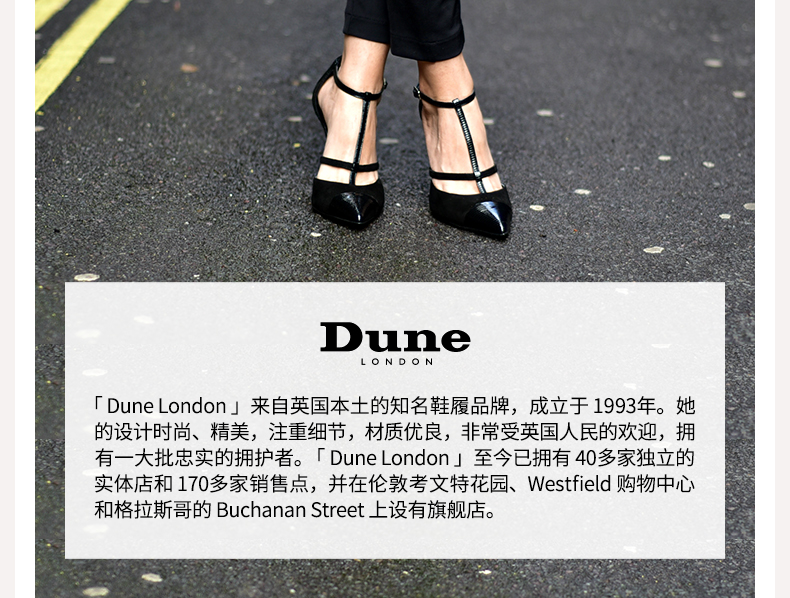 Dune
LONDON
「 Dune London 」来自英国本土的知名鞋履品牌，成立于 1993年。她
的设计时尚、精美，注重细节，材质优良，非常受英国人民的欢迎，拥
有一大批忠实的拥护者。「 Dune London 」至今已拥有 40多家独立的
实体店和 170多家销售点，并在伦敦考文特花园、Westfield 购物中心
和格拉斯哥的 Buchanan Street 上设有旗舰店。